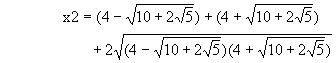 x2 = (4 − √(10 + 2√5)) + (4 + √(10 + 2√5))
+ 2√((4 − √(10 + 2√5))(4 + √(10 + 2√5)))